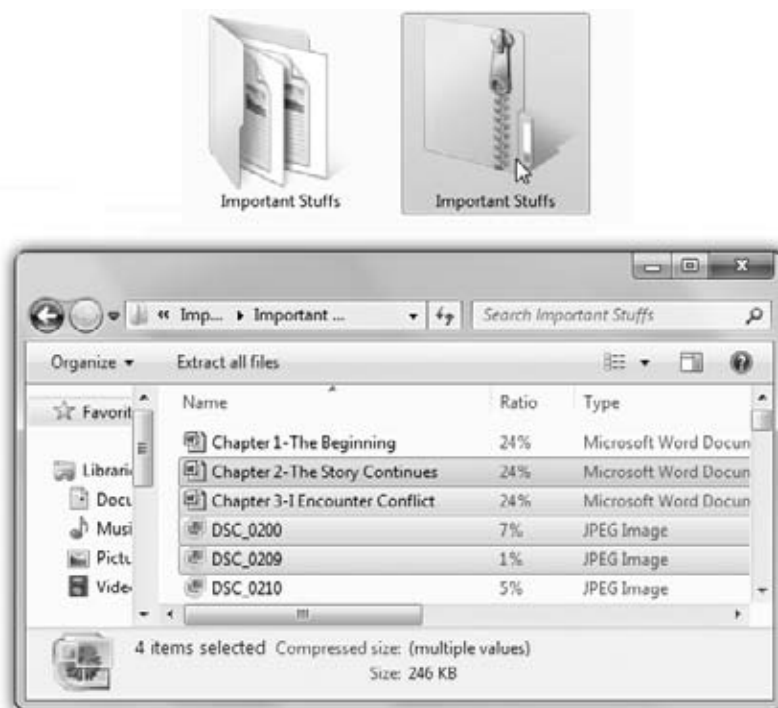 Important Stuffs Important Stuffs
« Imp... ▸ Important ... Search Important Stuffs
Organize Extract all files
Favorit Name Ratio Type
Chapter 1-The Beginning 24% Microsoft Word Docun
Librari Chapter 2-The Story Continues 24% Microsoft Word Docun
Docu Chapter 3-I Encounter Conflict 24% Microsoft Word Docun
Musi DSC_0200 7% JPEG Image
Pictu DSC_0209 1% JPEG Image
Vide DSC_0210 5% JPEG Image
4 items selected Compressed size: (multiple values)
Size: 246 KB